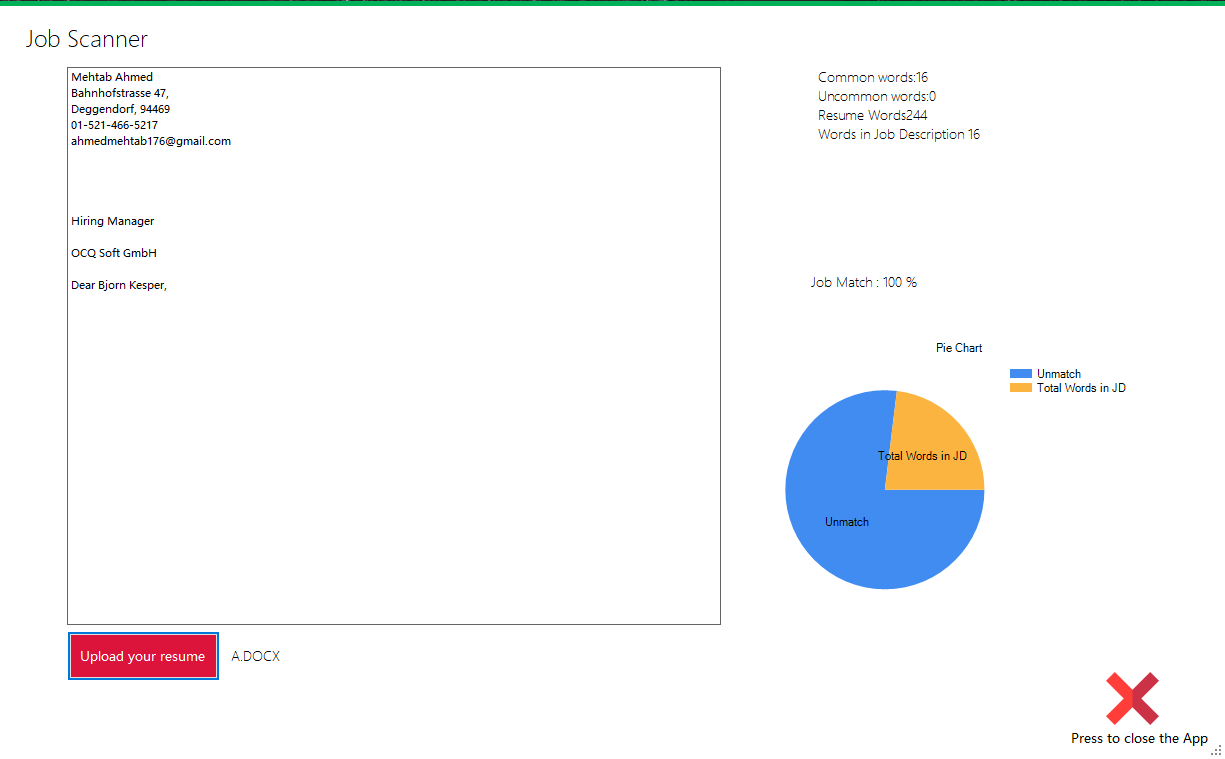 Job Scanner
Mehtab Ahmed
Bahnhofstrasse 47,
Deggendorf, 94469
01-521-466-5217
ahmedmehtab176@gmail.com
Hiring Manager
OCQ Soft GmbH
Dear Bjorn Kesper,
Upload your resume
A.DOCX
Common words:16
Uncommon words:0
Resume Words244
Words in Job Description 16
Job Match : 100 %
Pie Chart
Unmatch
Total Words in JD
Total Words in JD
Unmatch
Press to close the App